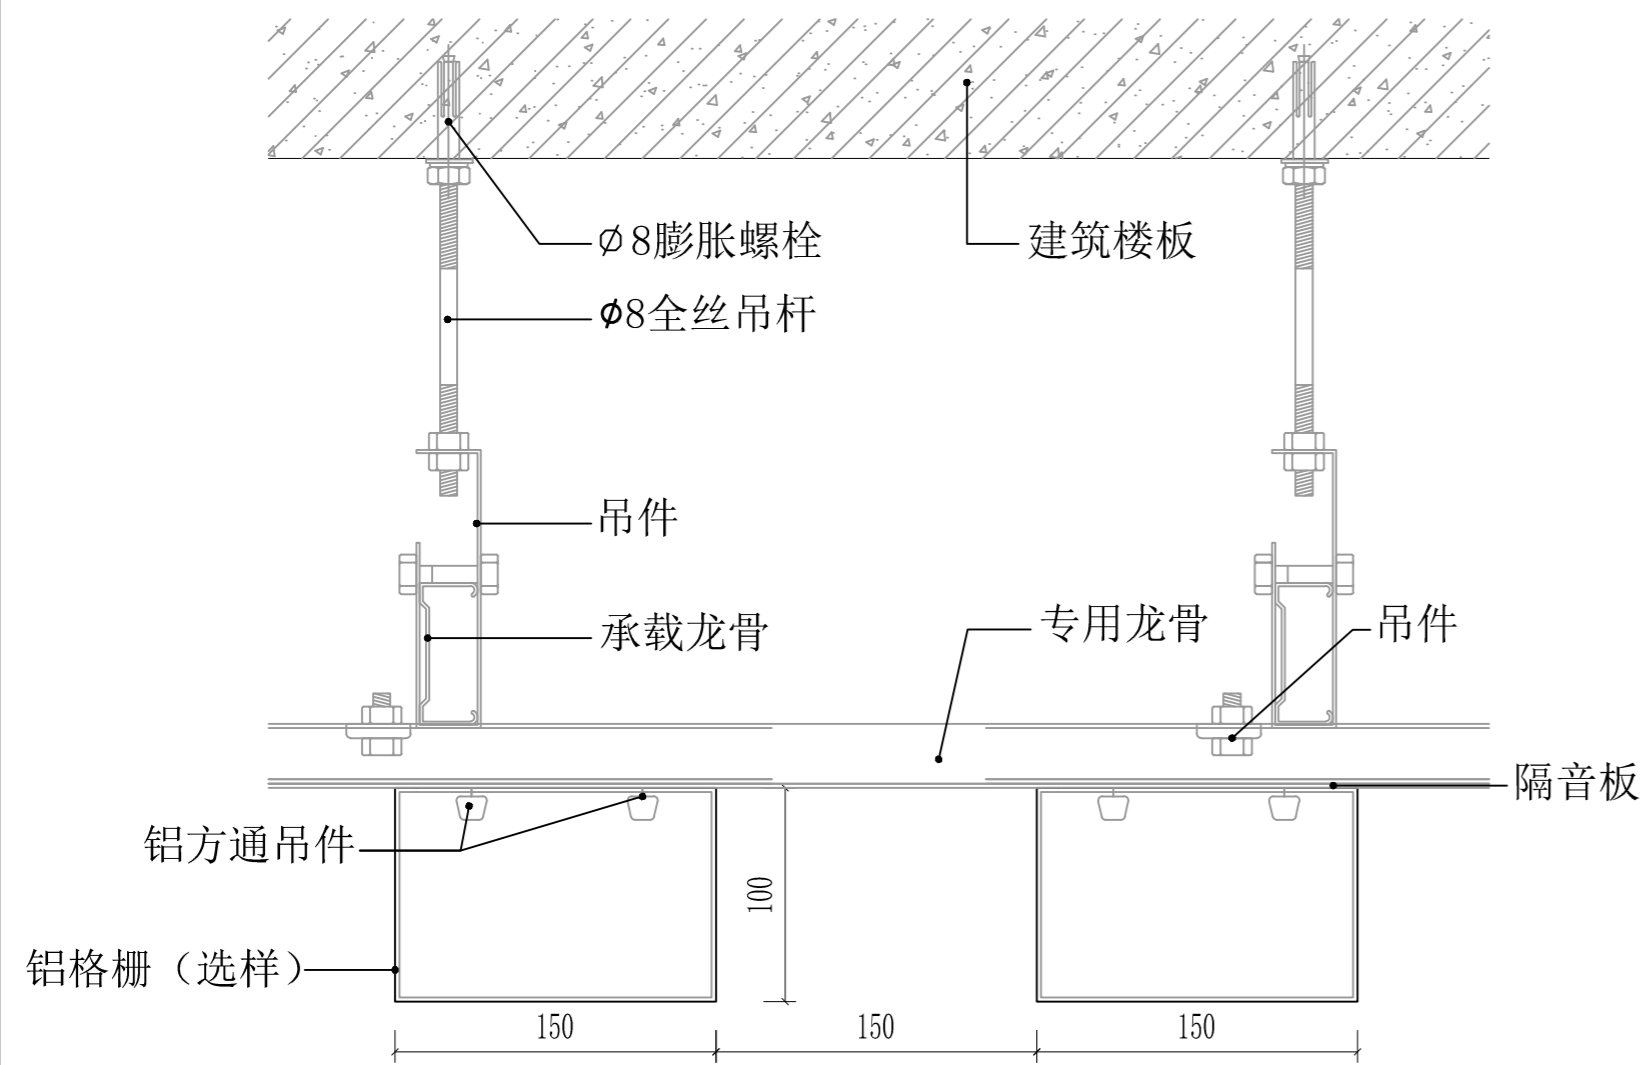 ∅8膨胀螺栓
建筑楼板
ϕ8全丝吊杆
吊件
承载龙骨
专用龙骨
吊件
隔音板
铝方通吊件
100
铝格栅（选样）
150
150
150